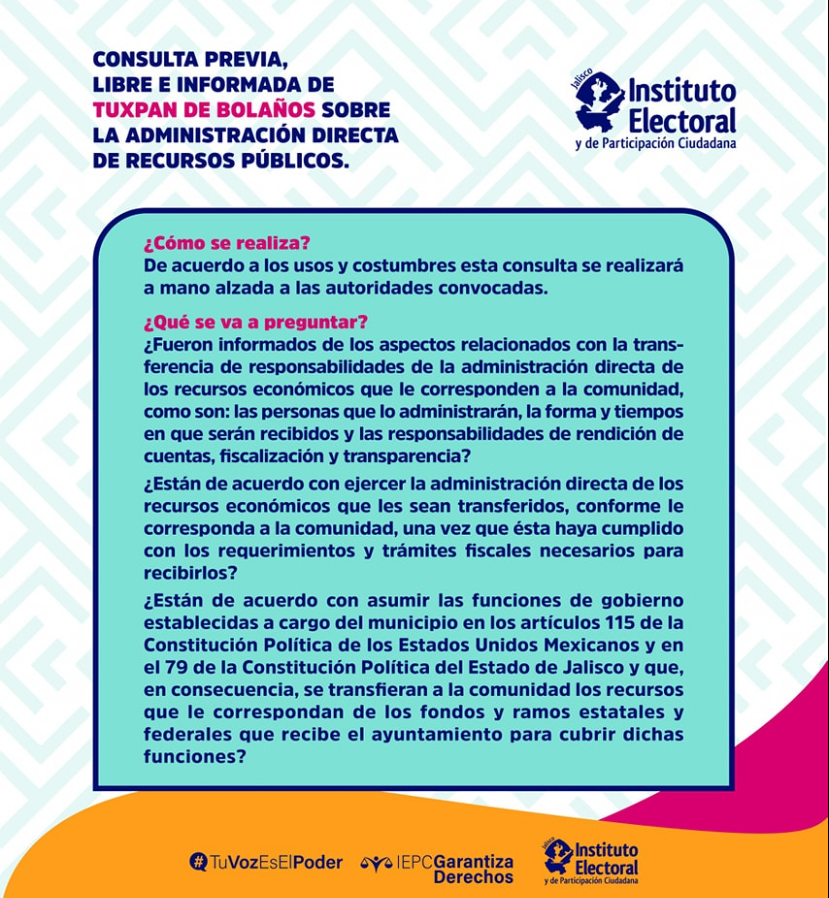 CONSULTA PREVIA,
LIBRE E INFORMADA DE
TUXPAN DE BOLAÑOS SOBRE
LA ADMINISTRACIÓN DIRECTA
DE RECURSOS PÚBLICOS.
Jalisco
Instituto
Electoral
y de Participación Ciudadana
¿Cómo se realiza?
De acuerdo a los usos y costumbres esta consulta se realizará
a mano alzada a las autoridades convocadas.
¿Qué se va a preguntar?
¿Fueron informados de los aspectos relacionados con la trans-
ferencia de responsabilidades de la administración directa de
los recursos económicos que le corresponden a la comunidad,
como son: las personas que lo administrarán, la forma y tiempos
en que serán recibidos y las responsabilidades de rendición de
cuentas, fiscalización y transparencia?
¿Están de acuerdo con ejercer la administración directa de los
recursos económicos que les sean transferidos, conforme le
corresponda a la comunidad, una vez que ésta haya cumplido
con los requerimientos y trámites fiscales necesarios para
recibirlos?
¿Están de acuerdo con asumir las funciones de gobierno
establecidas a cargo del municipio en los artículos 115 de la
Constitución Política de los Estados Unidos Mexicanos y en
el 79 de la Constitución Política del Estado de Jalisco y que,
en consecuencia, se transfieran a la comunidad los recursos
que le correspondan de los fondos y ramos estatales y
federales que recibe el ayuntamiento para cubrir dichas
funciones?
#TuVozEsElPoder
IEPCGarantiza
Derechos
Jalisco
Instituto
Electoral
y de Participación Ciudadana